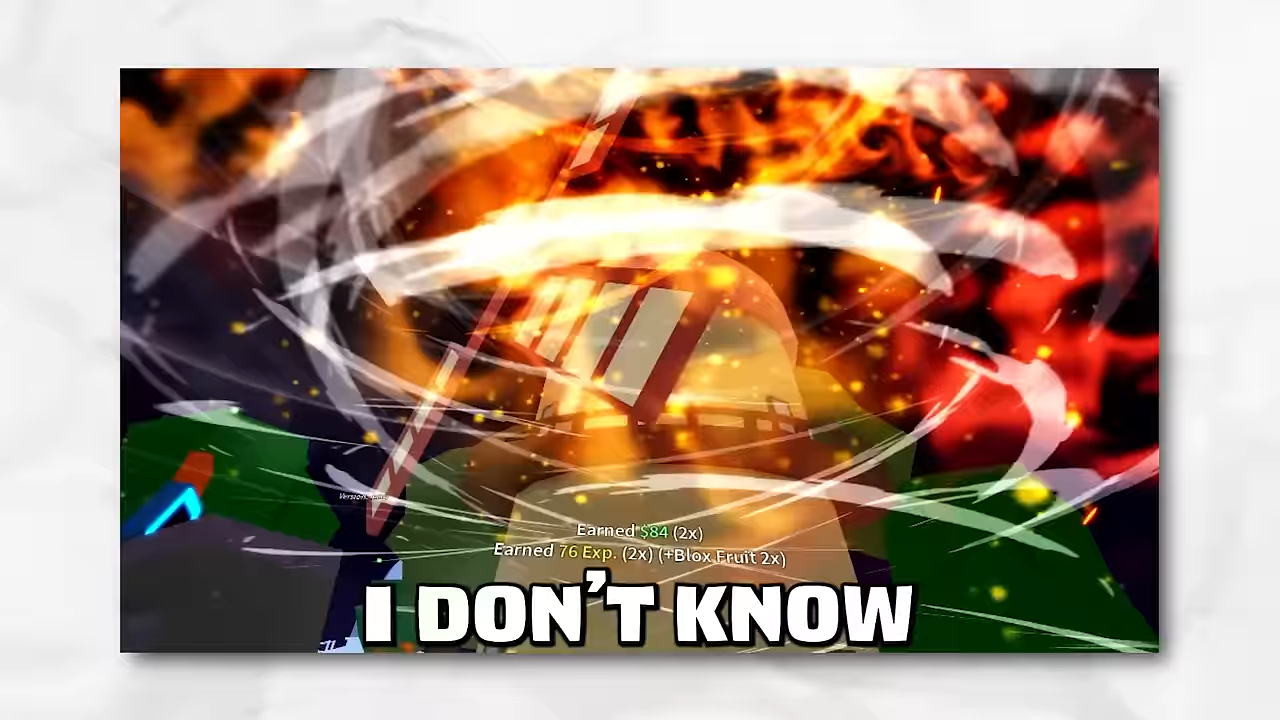 Earned $84 (2x)
Earned 76 Exp. (2x) (+Blox Fruit 2x)
I DON'T KNOW